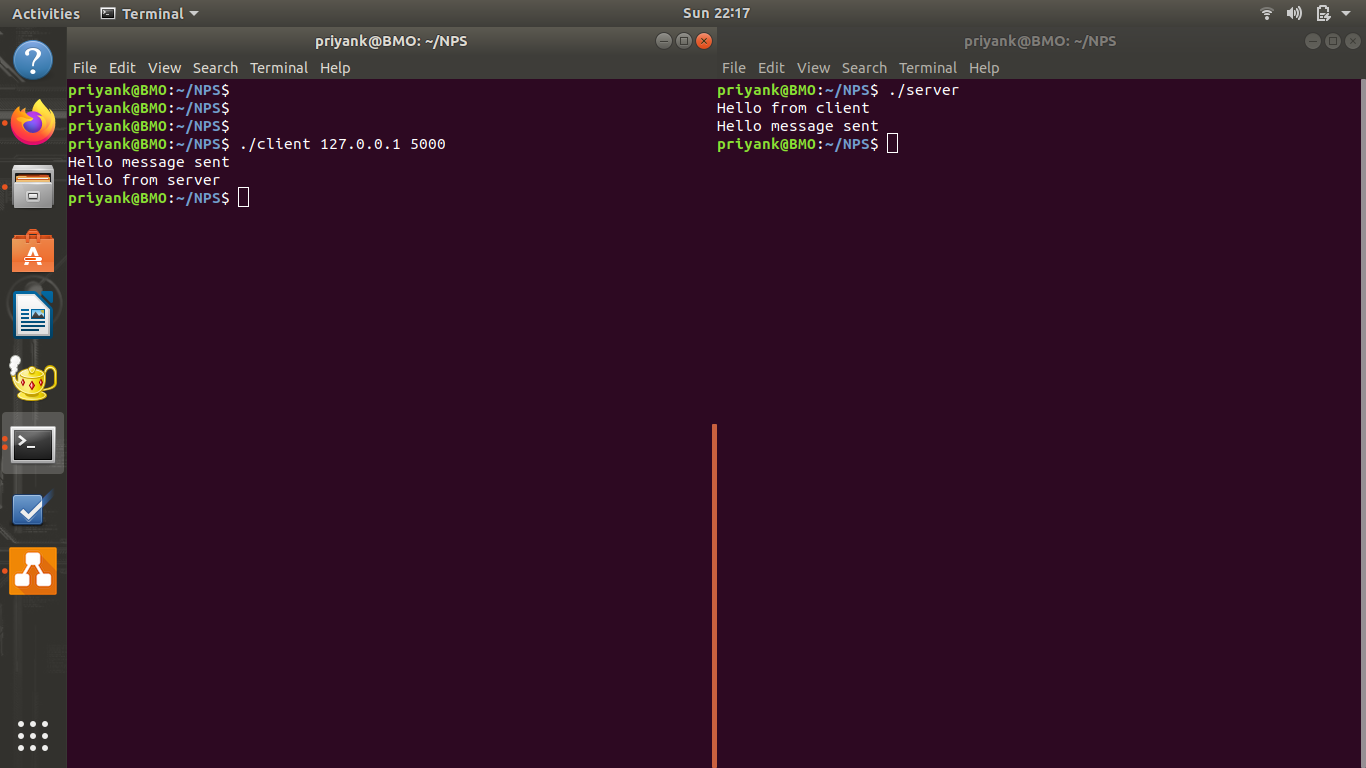 Activities Terminal Sun 22:17
priyank@BMO: ~/NPS
File Edit View Search Terminal Help
priyank@BMO:~/NPS$
priyank@BMO:~/NPS$
priyank@BMO:~/NPS$
priyank@BMO:~/NPS$ ./client 127.0.0.1 5000
Hello message sent
Hello from server
priyank@BMO:~/NPS$
priyank@BMO: ~/NPS
File Edit View Search Terminal Help
priyank@BMO:~/NPS$ ./server
Hello from client
Hello message sent
priyank@BMO:~/NPS$